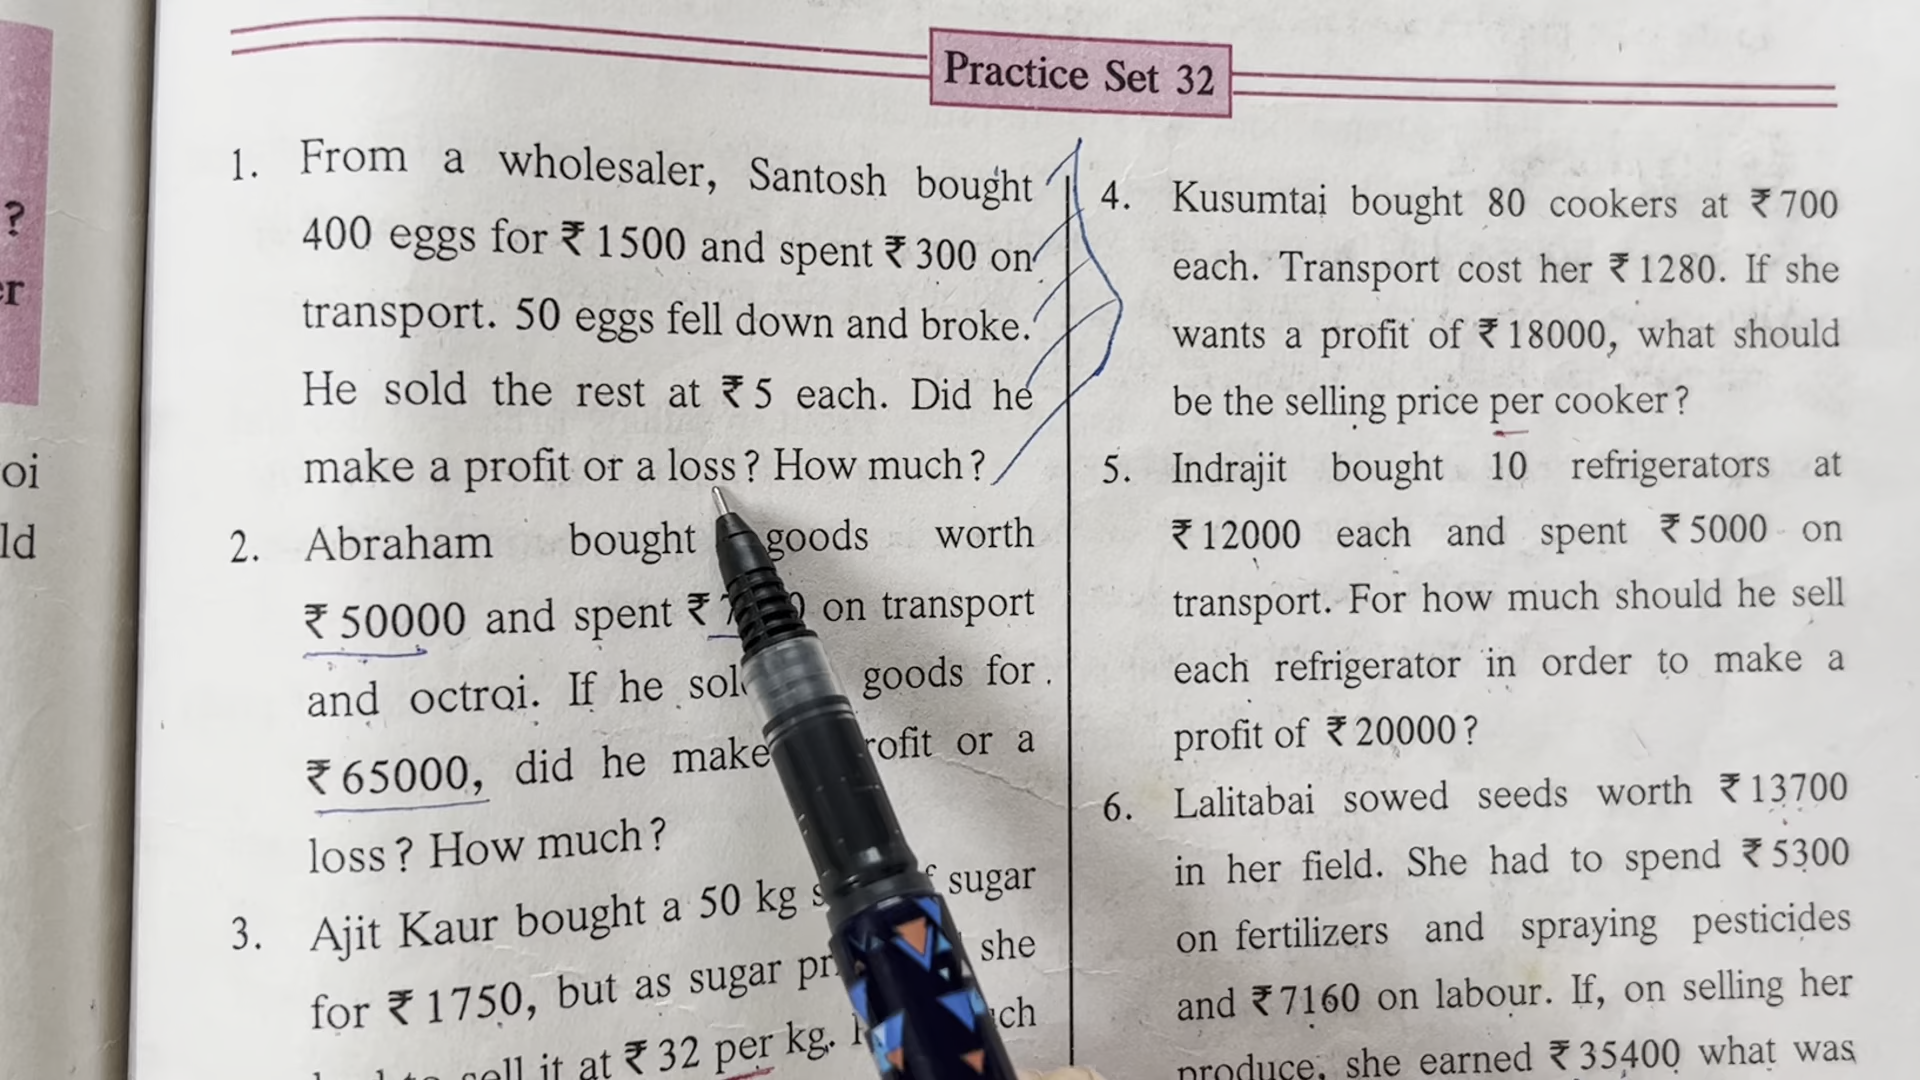 ?
er
oi
ld
Practice Set 32
1. From a wholesaler, Santosh bought
400 eggs for ₹ 1500 and spent ₹ 300 on
transport. 50 eggs fell down and broke.
He sold the rest at ₹ 5 each. Did he
make a profit or a loss? How much?
2. Abraham bought goods worth
₹ 50000 and spent ₹ on transport
and octroi. If he goods for
₹ 65000, did he make or a
loss? How much?
3. Ajit Kaur bought a 50 kg sugar
for ₹ 1750, but as sugar she
sell it at ₹ 32 per kg.
4. Kusumtai bought 80 cookers at ₹ 700
each. Transport cost her ₹ 1280. If she
wants a profit of ₹ 18000, what should
be the selling price per cooker?
5. Indrajit bought 10 refrigerators at
₹ 12000 each and spent ₹ 5000 on
transport. For how much should he sell
each refrigerator in order to make a
profit of ₹ 20000?
6. Lalitabai sowed seeds worth ₹ 13700
in her field. She had to spend ₹ 5300
on fertilizers and spraying pesticides
and ₹ 7160 on labour. If, on selling her
produce, she earned ₹ 35400 what was